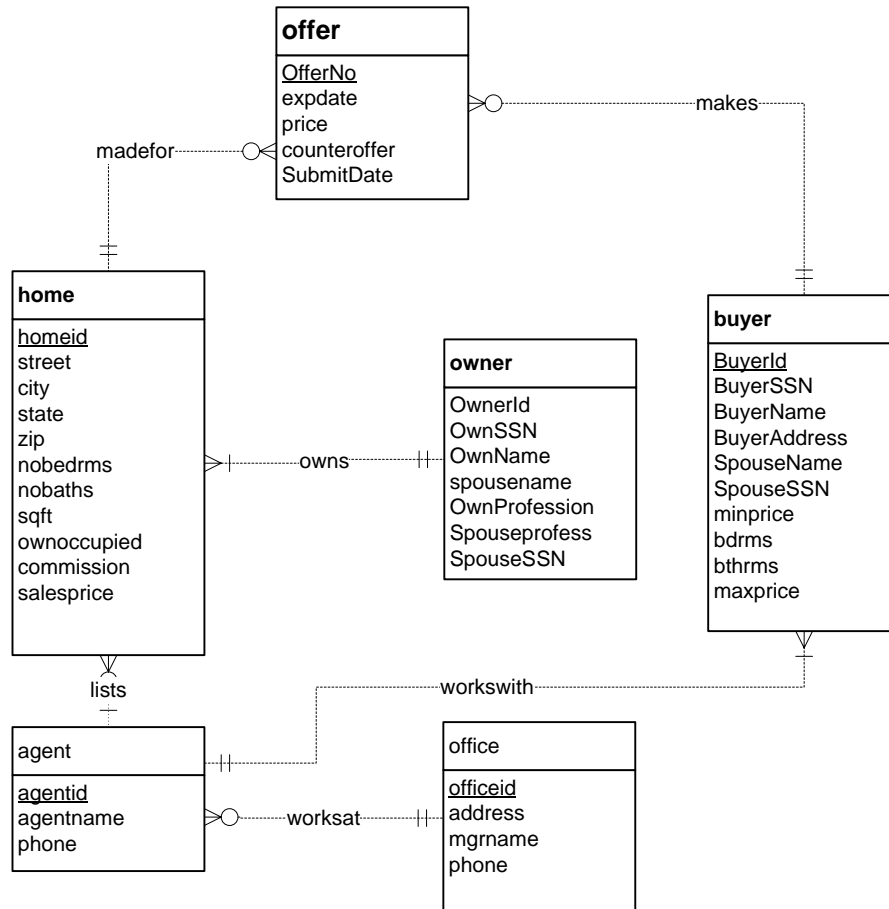 offer
OfferNo
expdate
price
counteroffer
SubmitDate
makes
madefor
home
homeid
street
city
state
zip
nobedrms
nobaths
sqft
ownoccupied
commission
salesprice
owns
owner
OwnerId
OwnSSN
OwnName
spousename
OwnProfession
Spouseprofess
SpouseSSN
buyer
BuyerId
BuyerSSN
BuyerName
BuyerAddress
SpouseName
SpouseSSN
minprice
bdrms
bthrms
maxprice
lists
workswith
agent
agentid
agentname
phone
worksat
office
officeid
address
mgrname
phone